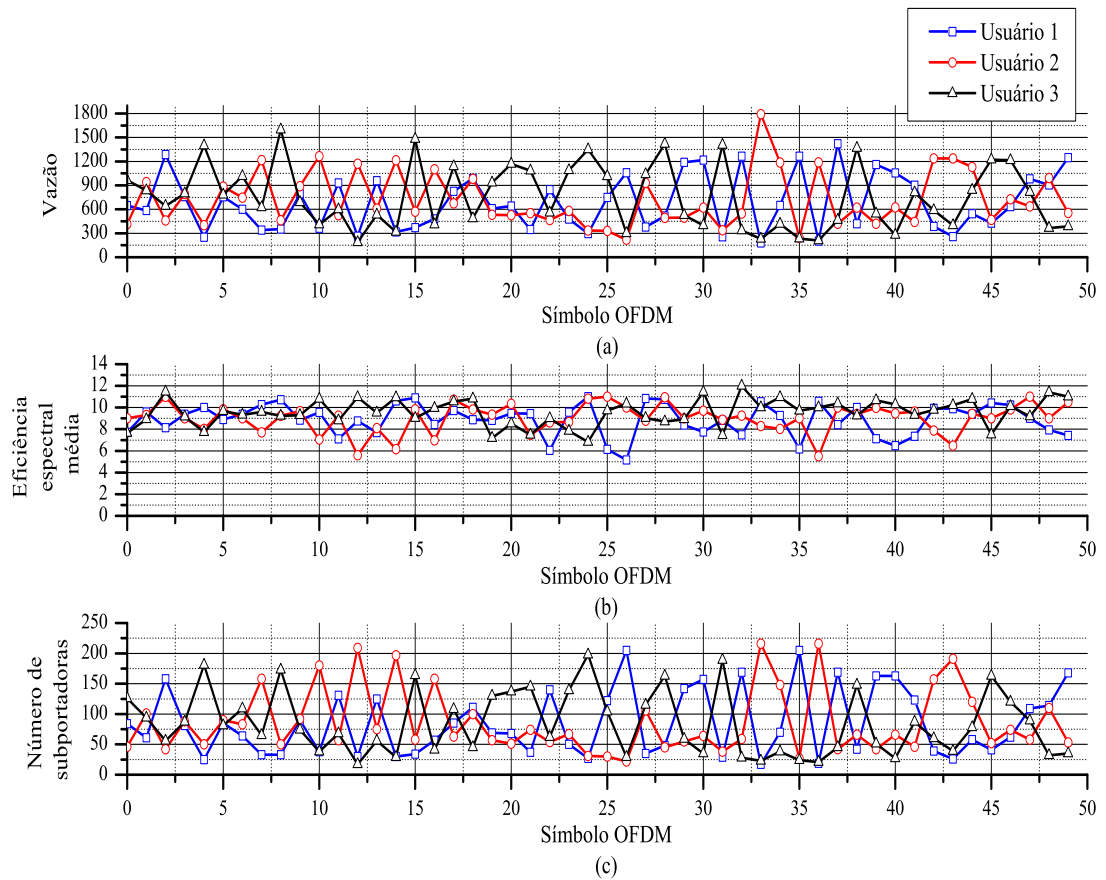 Usuário 1
Usuário 2
Usuário 3
Vazão
1800
1500
1200
900
600
300
0
0 5 10 15 20 25 30 35 40 45 50
Símbolo OFDM
(a)
Eficiência
espectral
média
14
12
10
8
6
4
2
0
0 5 10 15 20 25 30 35 40 45 50
Símbolo OFDM
(b)
Número de
subportadoras
250
200
150
100
50
0
0 5 10 15 20 25 30 35 40 45 50
Símbolo OFDM
(c)